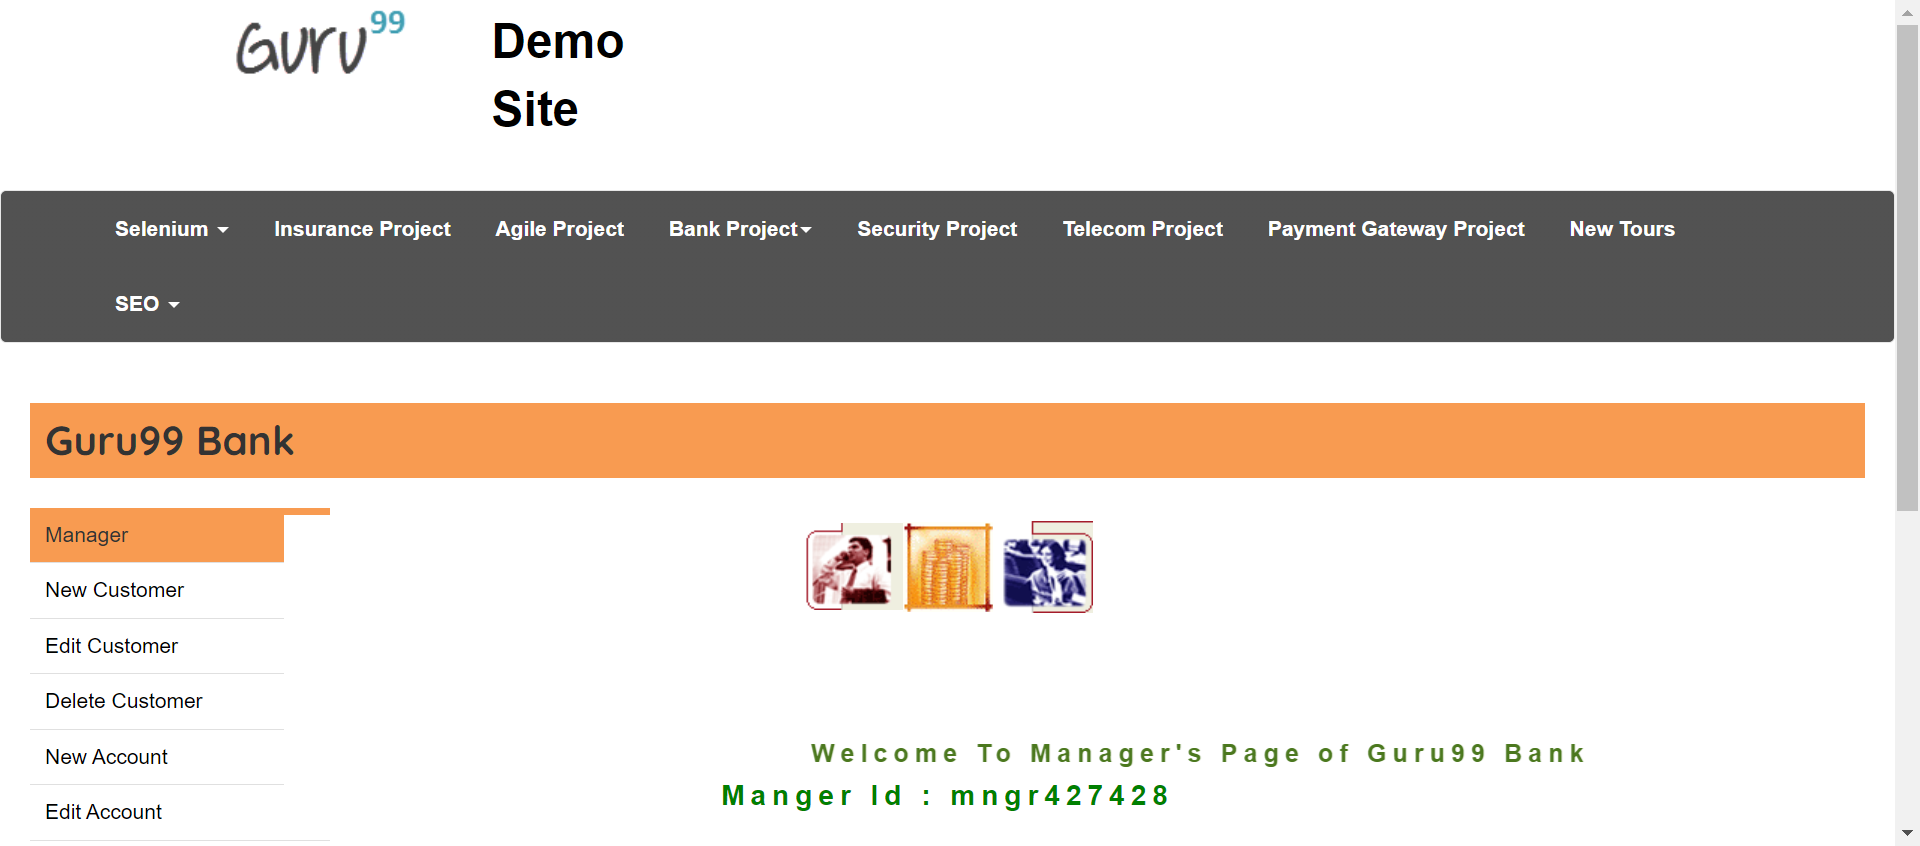 Guru99
Demo
Site
Selenium
Insurance Project
Agile Project
Bank Project
Security Project
Telecom Project
Payment Gateway Project
New Tours
SEO
Guru99 Bank
Manager
New Customer
Edit Customer
Delete Customer
New Account
Edit Account
Welcome To Manager's Page of Guru99 Bank
Manger Id : mngr427428